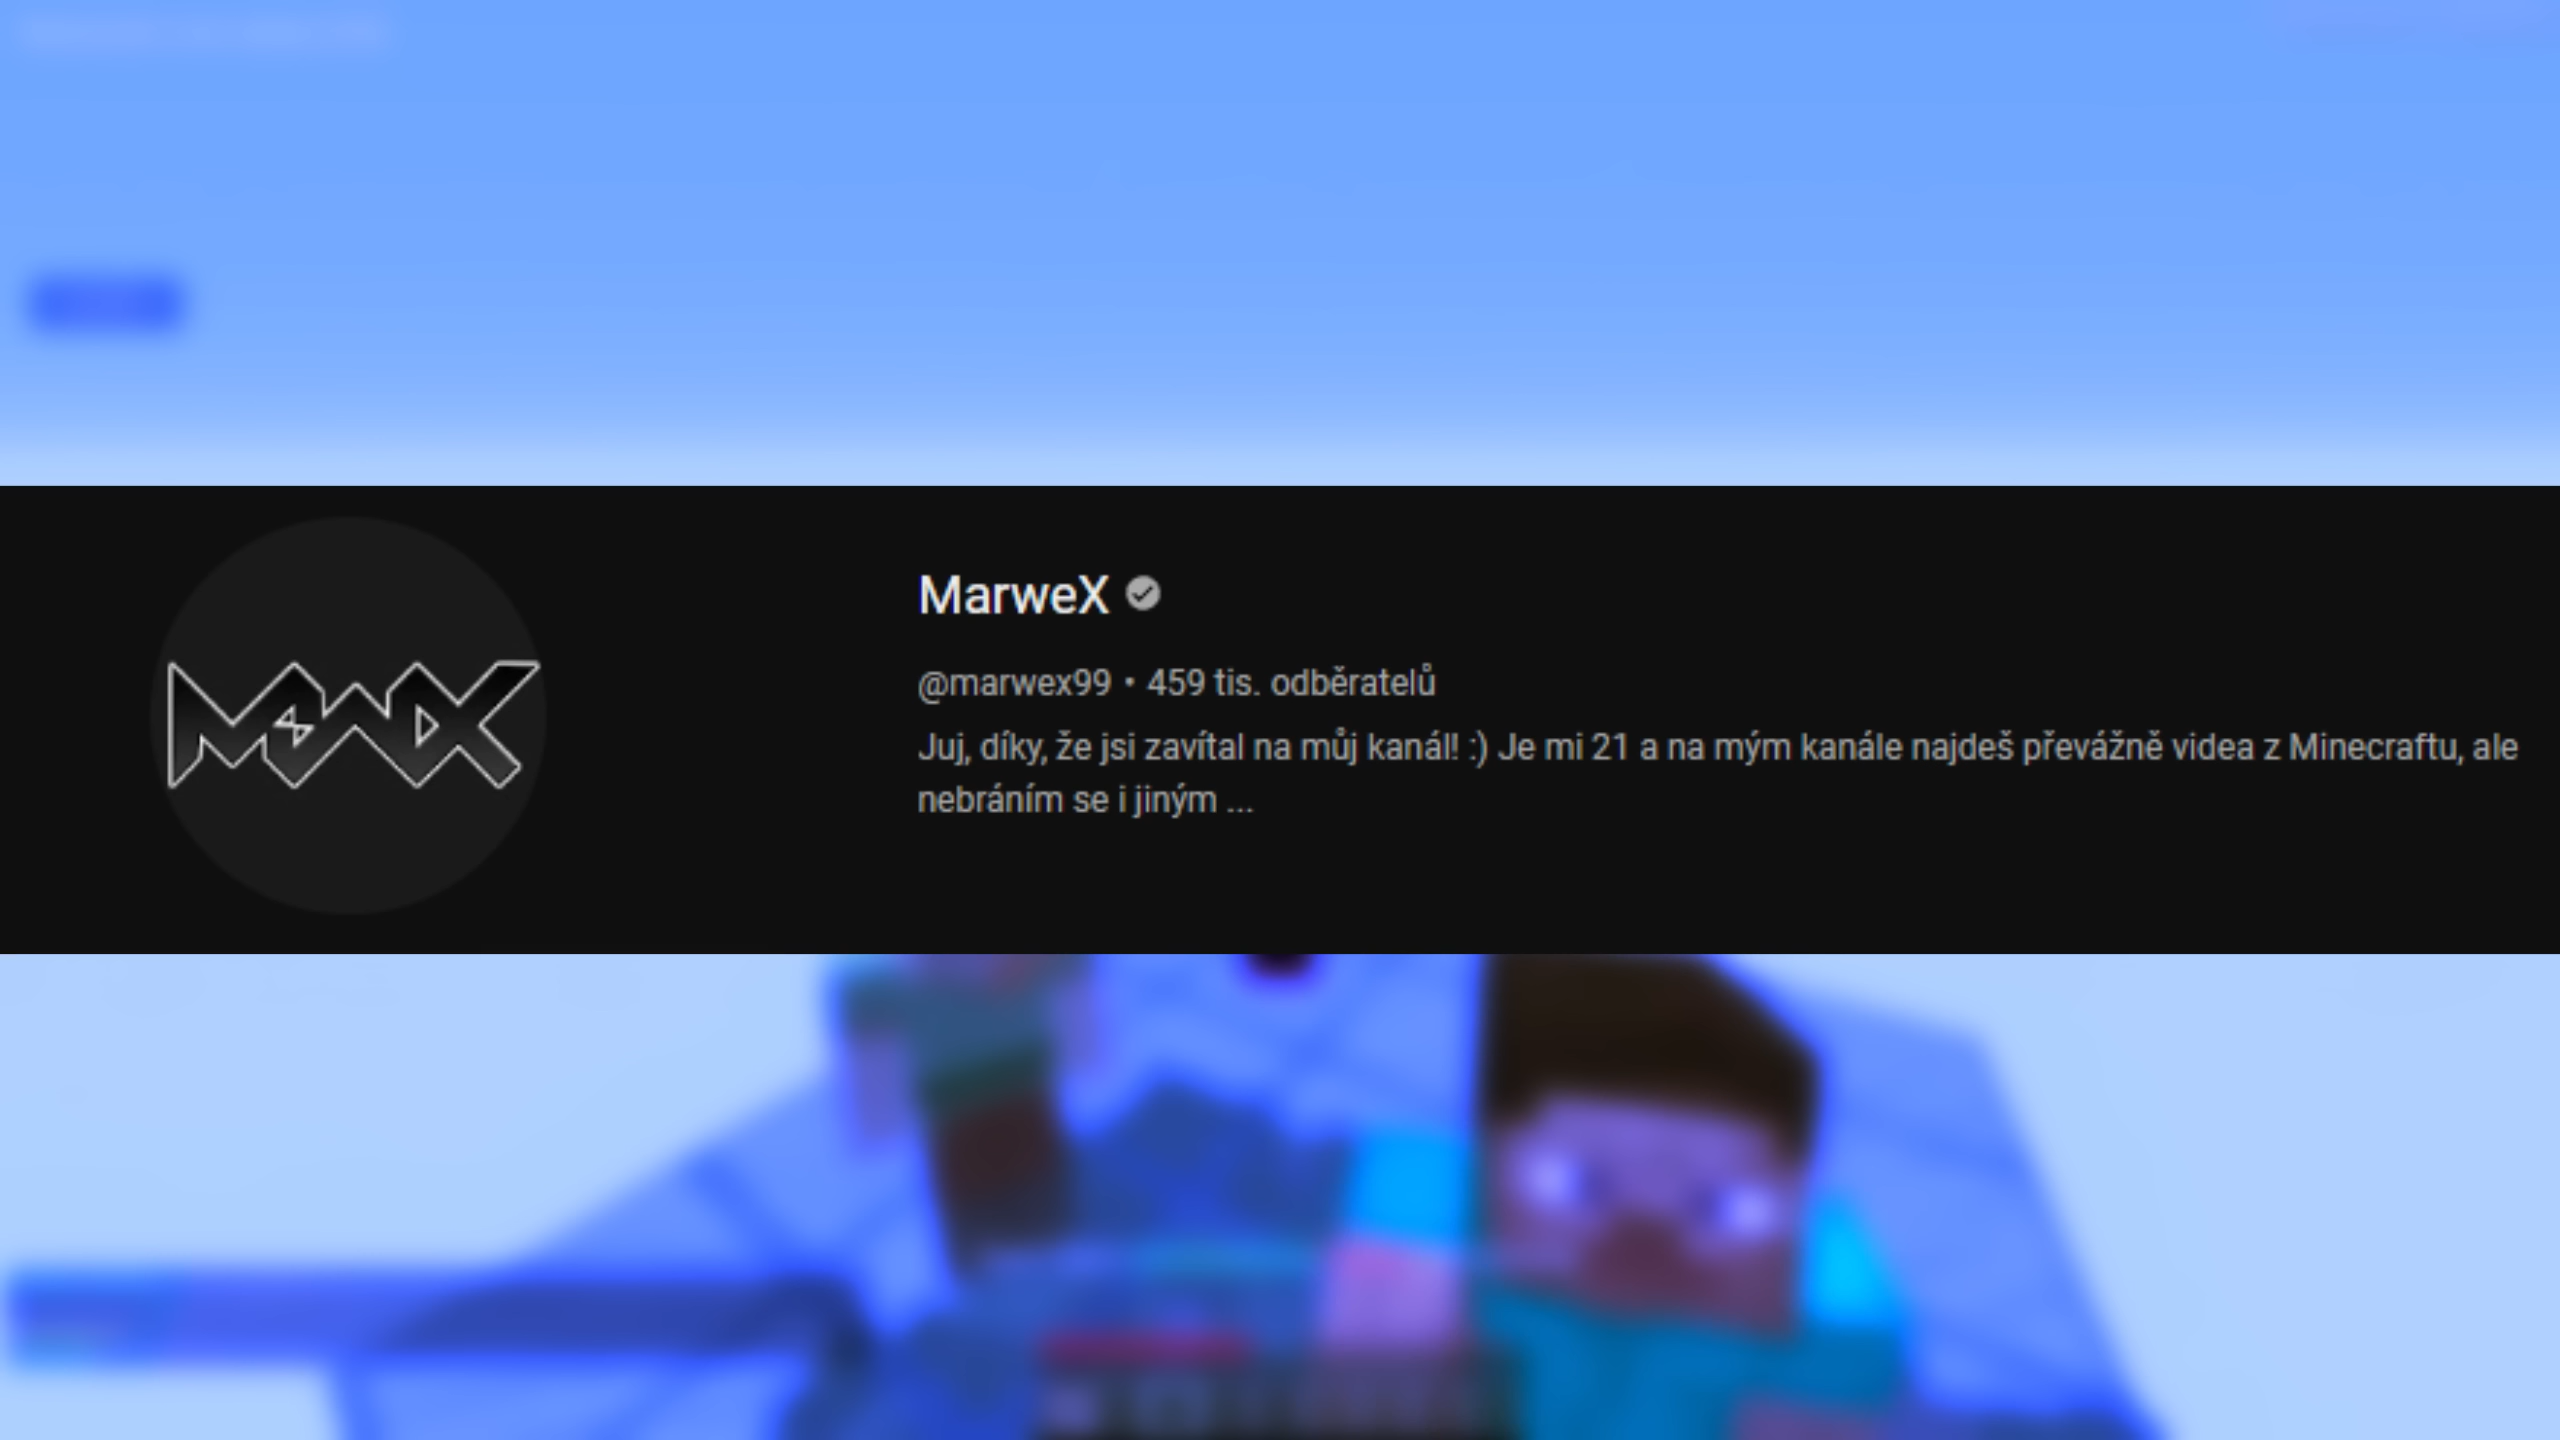 MarweX
@marwex99 • 459 tis. odběratelů
Juj, díky, že jsi zavítal na můj kanál! :) Je mi 21 a na mým kanále najdeš převážně videa z Minecraftu, ale
nebráním se i jiným ...